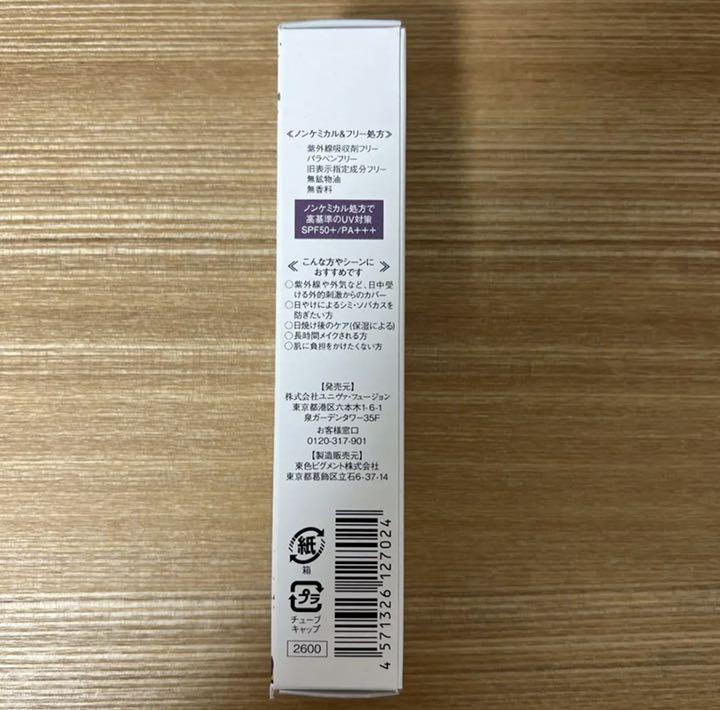 ≪ノンケミカル&フリー処方≫
紫外線吸収剤フリー
パラベンフリー
旧表示指定成分フリー
無鉱物油
無香料
ノンケミカル処方で
高基準のUV対策
SPF50+/PA+++
≪こんな方やシーンに
おすすめです≫
○紫外線や外気など、日中受
ける外的刺激からのカバー
○日やけによるシミ・ソバカスを
防ぎたい方
○日焼け後のケア(保湿による)
○長時間メイクされる方
○肌に負担をかけたくない方
【発売元】
株式会社ユニヴァ・フュージョン
東京都港区六本木1-6-1
泉ガーデンタワー35F
お客様窓口
0120-317-901
【製造販売元】
東色ピグメント株式会社
東京都葛飾区立石6-37-14
紙
箱
プラ
チューブ
キャップ
2600
4 571326 127024